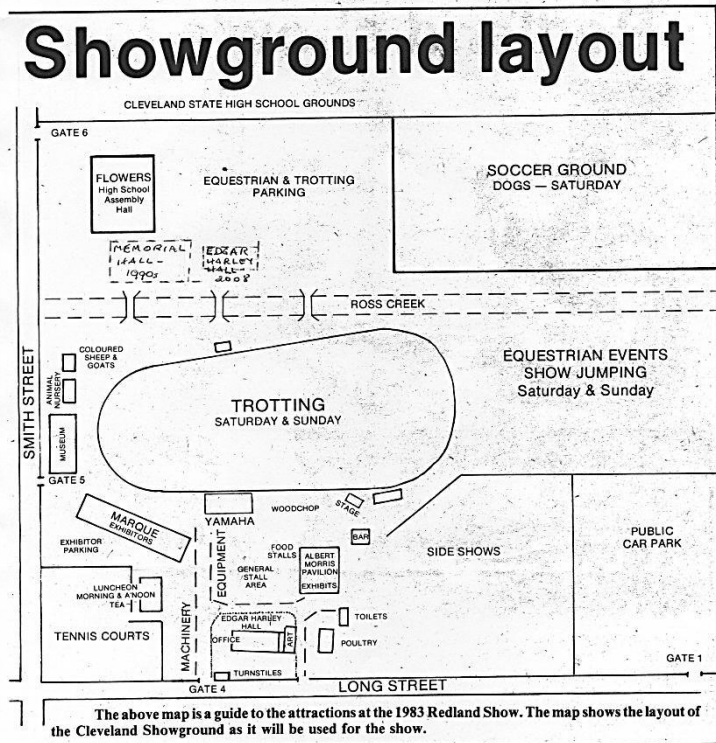 Showground layout
CLEVELAND STATE HIGH SCHOOL GROUNDS
GATE 6
FLOWERS
High School
Assembly
Hall
EQUESTRIAN & TROTTING
PARKING
SOCCER GROUND
DOGS — SATURDAY
MEMORIAL
HALL -
1990s
EDGAR
HARLEY
HALL -
2008
ROSS CREEK
SMITH STREET
COLOURED
SHEEP &
GOATS
ANIMAL
NURSERY
MUSEUM
GATE 5
TROTTING
SATURDAY & SUNDAY
EQUESTRIAN EVENTS
SHOW JUMPING
Saturday & Sunday
MARQUE
EXHIBITORS
EXHIBITOR
PARKING
YAMAHA
WOODCHOP
STAGE
BAR
EQUIPMENT
FOOD
STALLS
GENERAL
STALL
AREA
ALBERT
MORRIS
PAVILION
EXHIBITS
SIDE SHOWS
PUBLIC
CAR PARK
LUNCHEON
MORNING & A'NOON
TEA
TENNIS COURTS
MACHINERY
EDGAR HARLEY
HALL
OFFICE
ART
TOILETS
POULTRY
TURNSTILES
GATE 4
LONG STREET
GATE 1
The above map is a guide to the attractions at the 1983 Redland Show. The map shows the layout of
the Cleveland Showground as it will be used for the show.